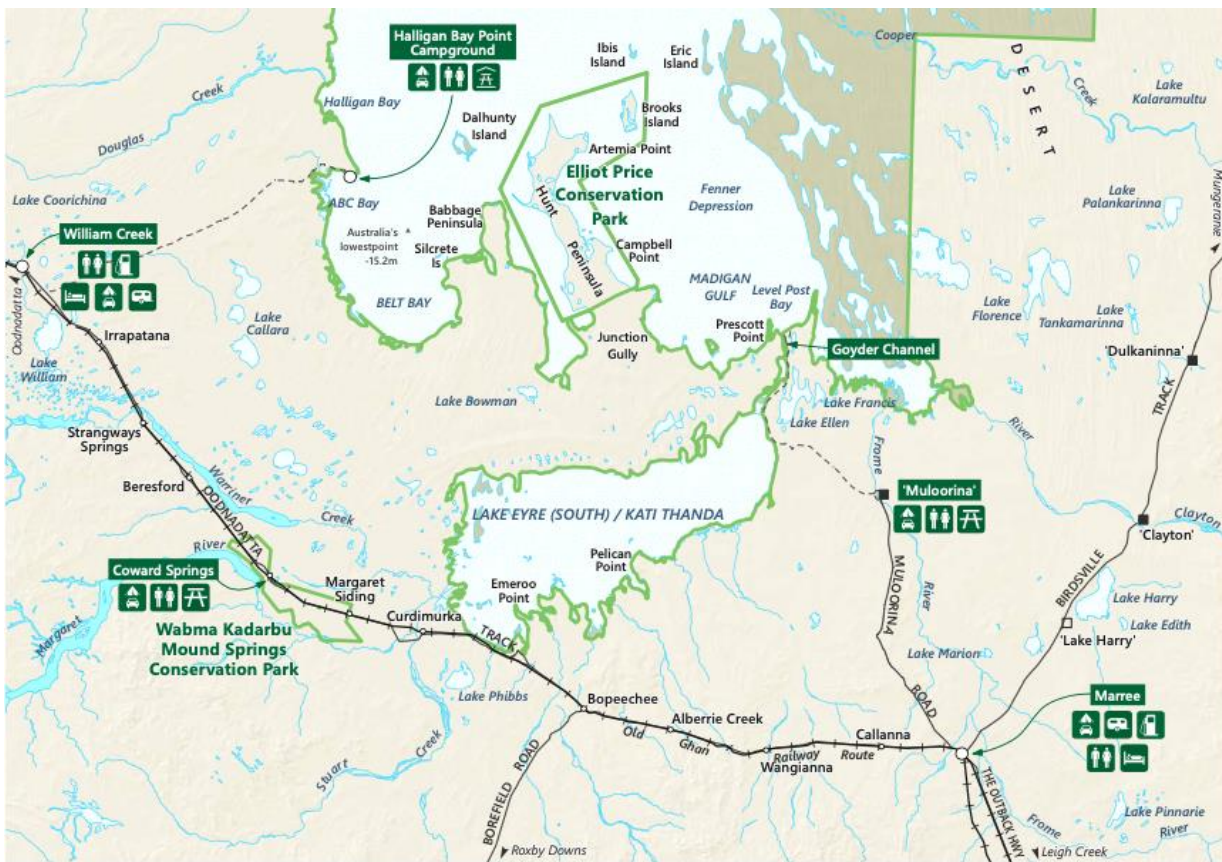 Halligan Bay Point
Campground
Ibis
Island
Eric
Island
Cooper
Creek
DESERT
Lake
Kalaramultu
Halligan Bay
Douglas
Creek
Dalhunty
Island
Brooks
Island
Artemia Point
Elliot Price
Conservation
Park
Fenner
Depression
Lake
Palankarinna
Mungeranie
Lake Coorichina
ABC Bay
Babbage
Peninsula
Hunt
Peninsula
William Creek
Australia's
lowestpoint
-15.2m
Silcrete
Is
Campbell
Point
MADIGAN
GULF
Level Post
Bay
BELT BAY
Oodnadatta
Lake
Callara
Irrapatana
Lake
William
Junction
Gully
Prescott
Point
Goyder Channel
Lake
Florence
Lake
Tankamarinna
'Dulkaninna'
TRACK
Lake Bowman
Lake Francis
Lake Ellen
River
Strangways
Springs
Beresford
Warrinet
Creek
OODNADATTA
Frome
'Muloorina'
LAKE EYRE (SOUTH) / KATI THANDA
Clayton
'Clayton'
River
Coward Springs
Margaret
Siding
Pelican
Point
Emeroo
Point
MULOORINA
River
BIRDSVILLE
Lake Harry
Lake Edith
'Lake Harry'
Margaret
Wabma Kadarbu
Mound Springs
Conservation Park
Curdimurka
TRACK
Lake Marion
ROAD
Lake Phibbs
Bopeechee
Marree
Alberrie Creek
Callanna
Old
Ghan
Railway
Route
Wangianna
Stuart
Creek
BOREFIELD
ROAD
THE OUTBACK HWY
Lake Pinnarie
Frome
River
Roxby Downs
Leigh Creek